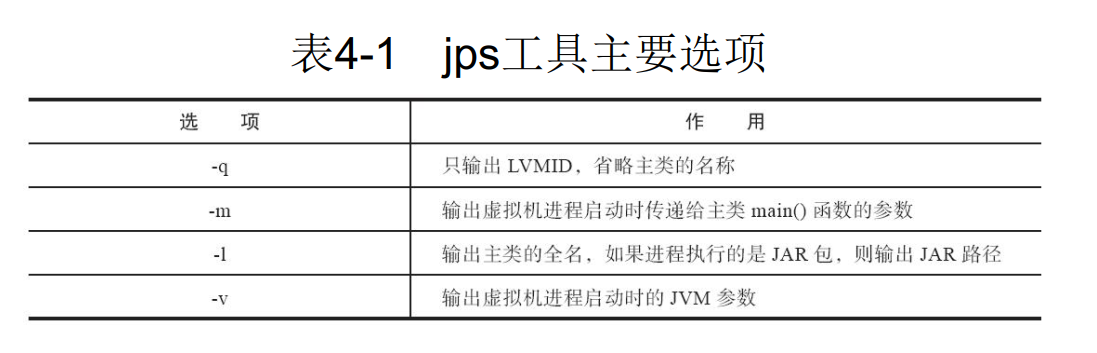 表4-1 jps工具主要选项
选 项 作 用
-q 只输出 LVMID，省略主类的名称
-m 输出虚拟机进程启动时传递给主类 main() 函数的参数
-l 输出主类的全名，如果进程执行的是 JAR 包，则输出 JAR 路径
-v 输出虚拟机进程启动时的 JVM 参数